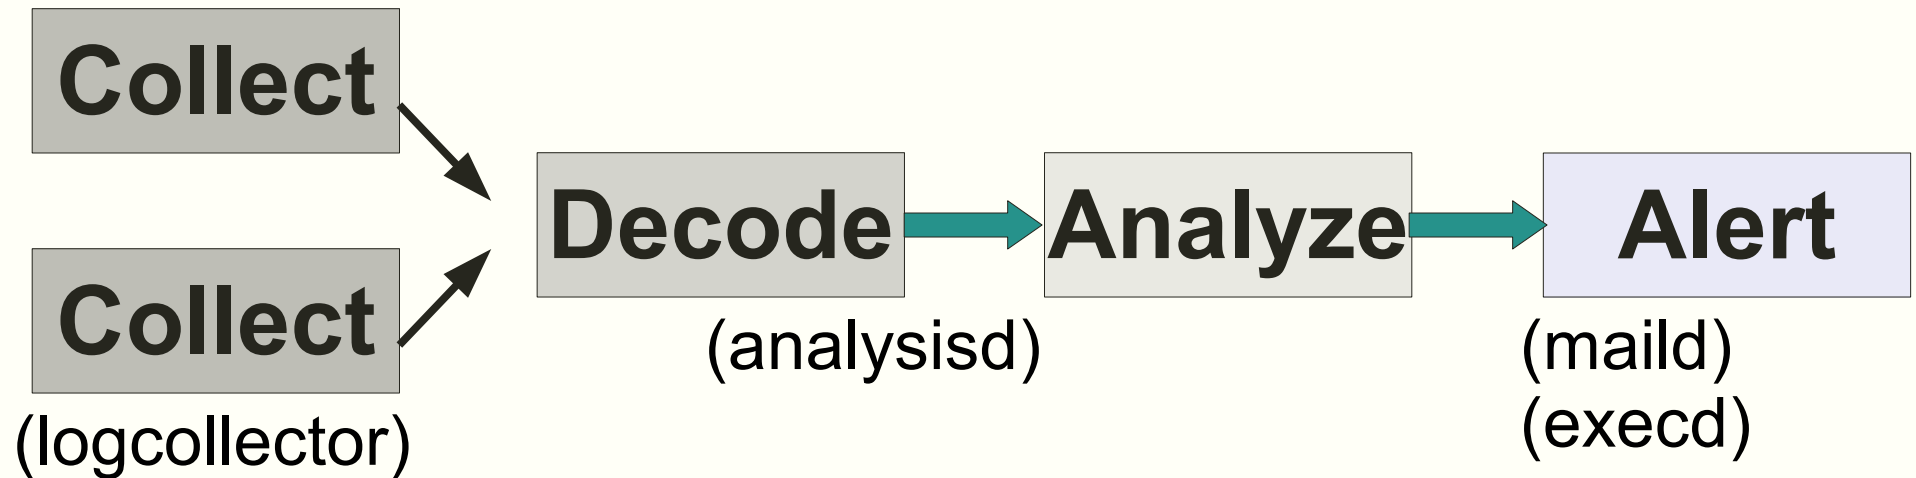 Collect
Collect
(logcollector)
Decode
(analysisd)
Analyze
Alert
(maild)
(execd)